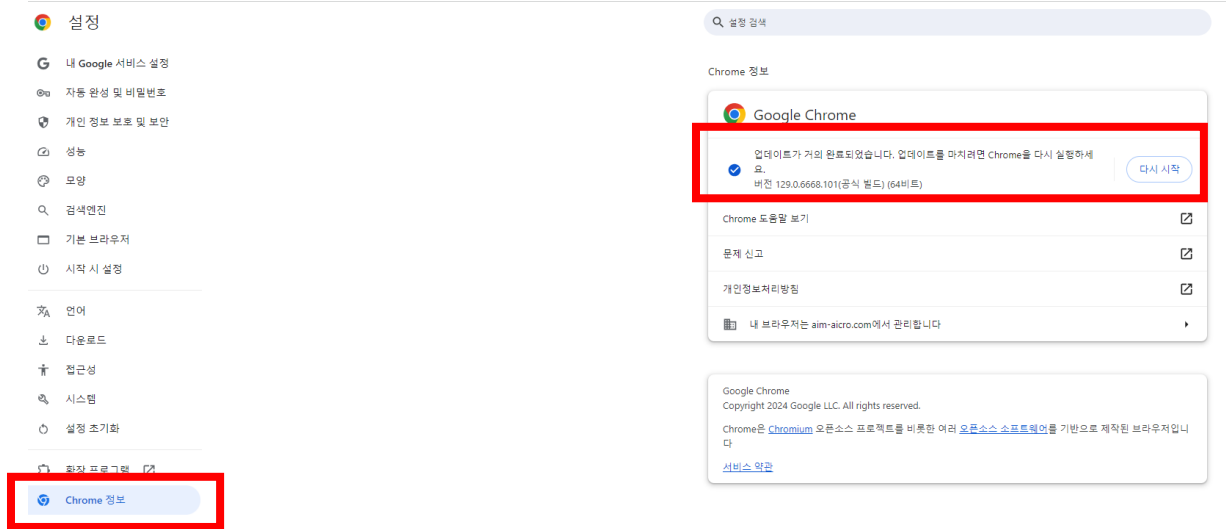 설정
설정 검색
내 Google 서비스 설정
자동 완성 및 비밀번호
개인 정보 보호 및 보안
성능
모양
검색엔진
기본 브라우저
시작 시 설정
언어
다운로드
접근성
시스템
설정 초기화
확장 프로그램
Chrome 정보
Chrome 정보
Google Chrome
업데이트가 거의 완료되었습니다. 업데이트를 마치려면 Chrome을 다시 실행하세
요.
버전 129.0.6668.101(공식 빌드) (64비트)
다시 시작
Chrome 도움말 보기
문제 신고
개인정보처리방침
내 브라우저는 aim-aicro.com에서 관리합니다
Google Chrome
Copyright 2024 Google LLC. All rights reserved.
Chrome은 Chromium 오픈소스 프로젝트를 비롯한 여러 오픈소스 소프트웨어를 기반으로 제작된 브라우저입니
다
서비스 약관